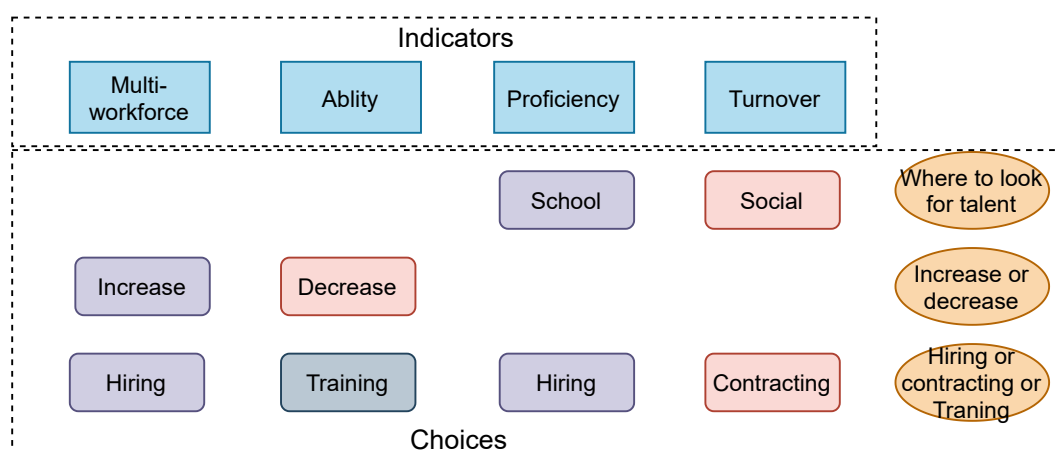 Indicators
Multi-
workforce
Ablity
Proficiency
Turnover
School
Social
Where to look
for talent
Increase
Decrease
Increase or
decrease
Hiring
Training
Hiring
Contracting
Hiring or
contracting or
Traning
Choices